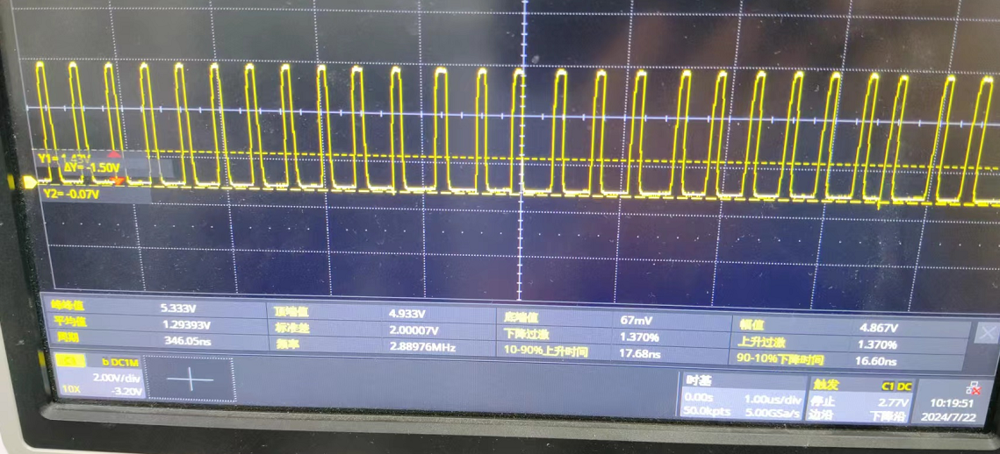 Y1= 1.43V
ΔY= -1.50V
Y2= -0.07V
峰峰值 5.333V 顶端值 4.933V 底端值 67mV 幅值 4.867V
平均值 1.29393V 标准差 2.00007V 下降过激 1.370% 上升过激 1.370%
周期 346.05ns 频率 2.88976MHz 10-90%上升时间 17.68ns 90-10%下降时间 16.60ns
C1 b DC1M
2.00V/div
10X -3.20V
时基
0.00s 1.00us/div
50.0kpts 5.00GSa/s
触发 C1 DC
停止 2.77V
边沿 下降沿
10:19:51
2024/7/22